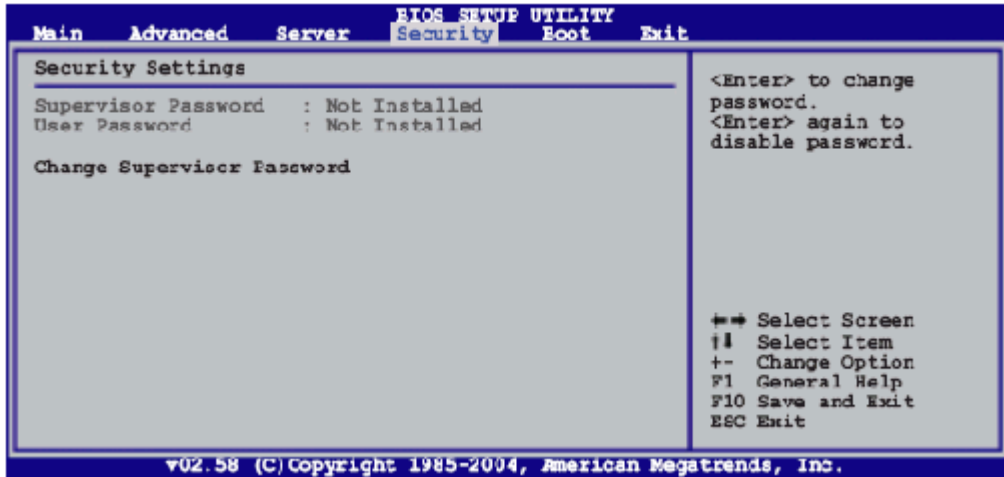 BIOS SETUP UTILITY
Main Advanced Server Security Boot Exit
Security Settings
Supervisor Password : Not Installed
User Password : Not Installed
Change Supervisor Password
<Enter> to change
password.
<Enter> again to
disable password.
←→ Select Screen
↑↓ Select Item
+- Change Option
F1 General Help
F10 Save and Exit
ESC Exit
v02.58 (C)Copyright 1985-2004, American Megatrends, Inc.